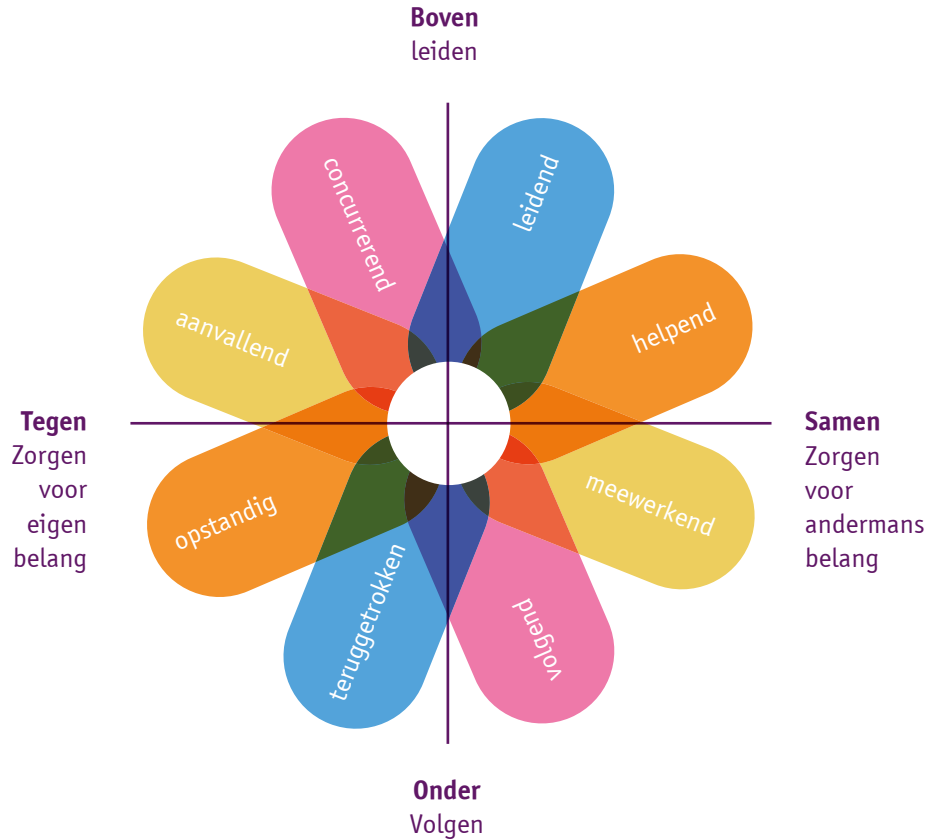 Boven
leiden
concurrerend
leidend
aanvallend
helpend
Tegen
Zorgen
voor
eigen
belang
Samen
Zorgen
voor
andermans
belang
opstandig
meewerkend
teruggetrokken
volgend
Onder
Volgen